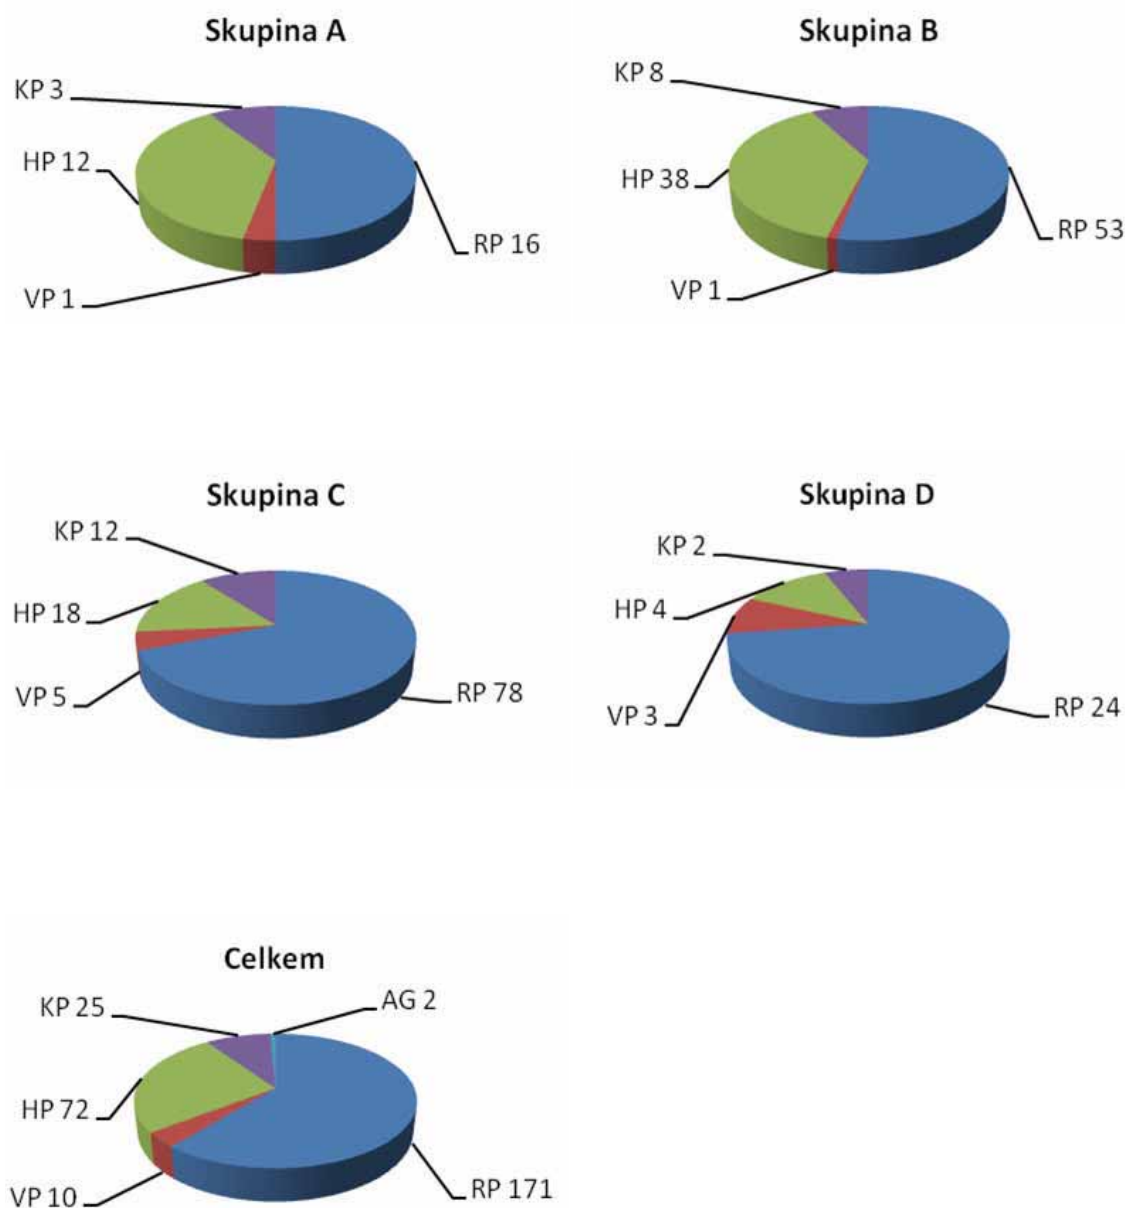 Skupina A
KP 3
HP 12
RP 16
VP 1
Skupina B
KP 8
HP 38
RP 53
VP 1
Skupina C
KP 12
HP 18
VP 5
RP 78
Skupina D
KP 2
HP 4
VP 3
RP 24
Celkem
KP 25
AG 2
HP 72
VP 10
RP 171